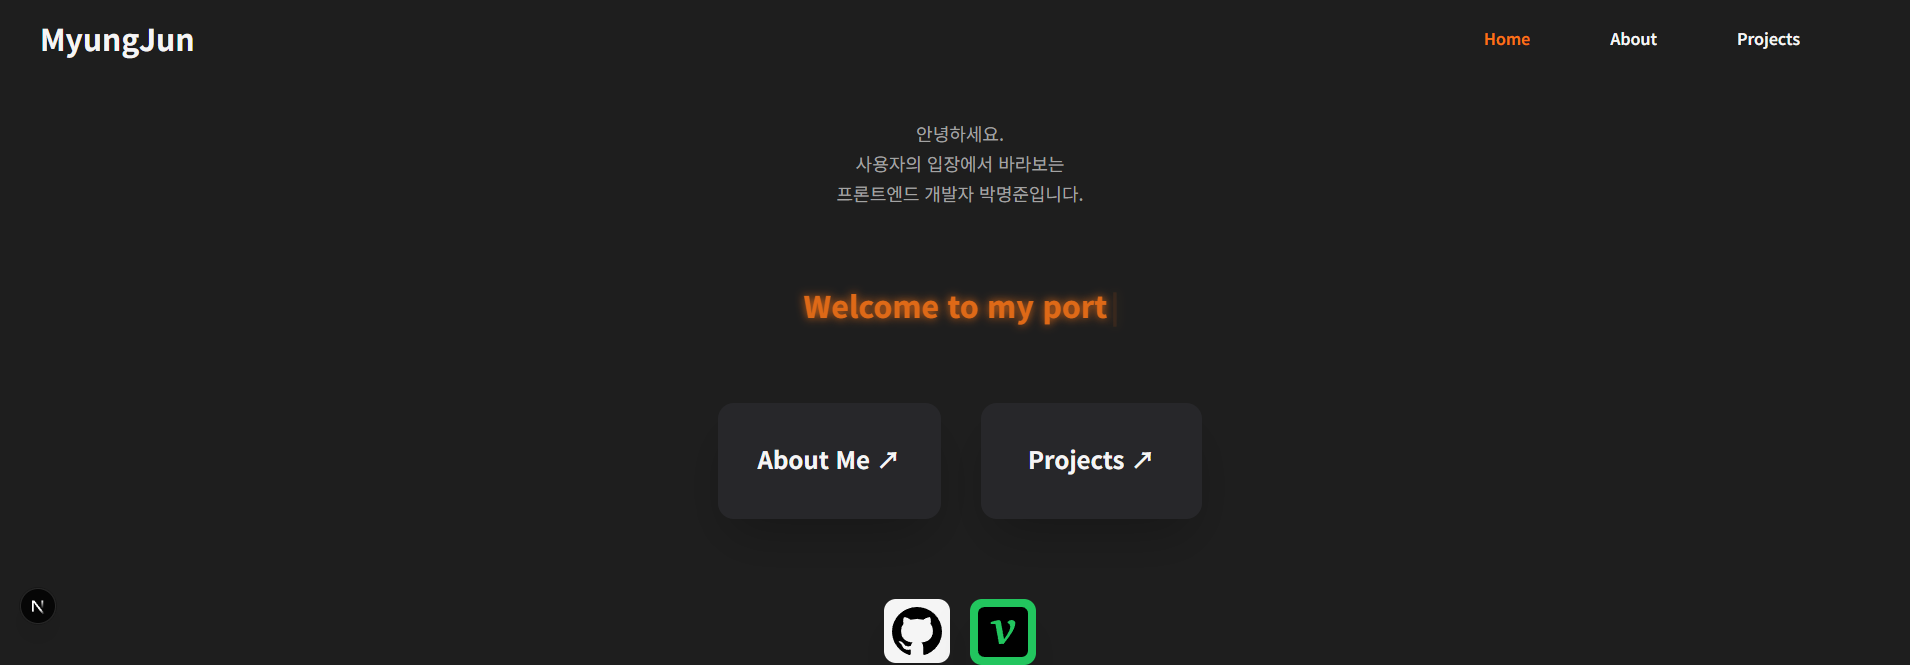 MyungJun
Home
About
Projects
안녕하세요.
사용자의 입장에서 바라보는
프론트엔드 개발자 박명준입니다.
Welcome to my port
About Me ↗
Projects ↗
N
v